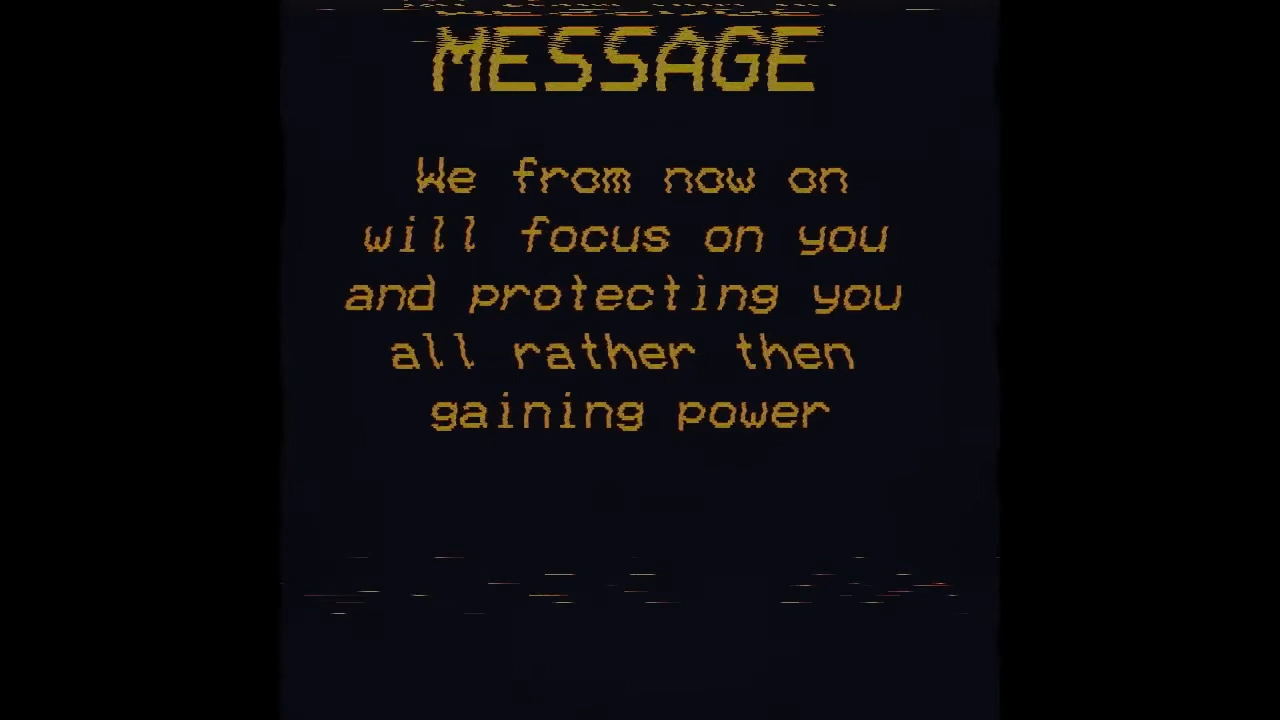 MESSAGE
We from now on
will focus on you
and protecting you
all rather then
gaining power